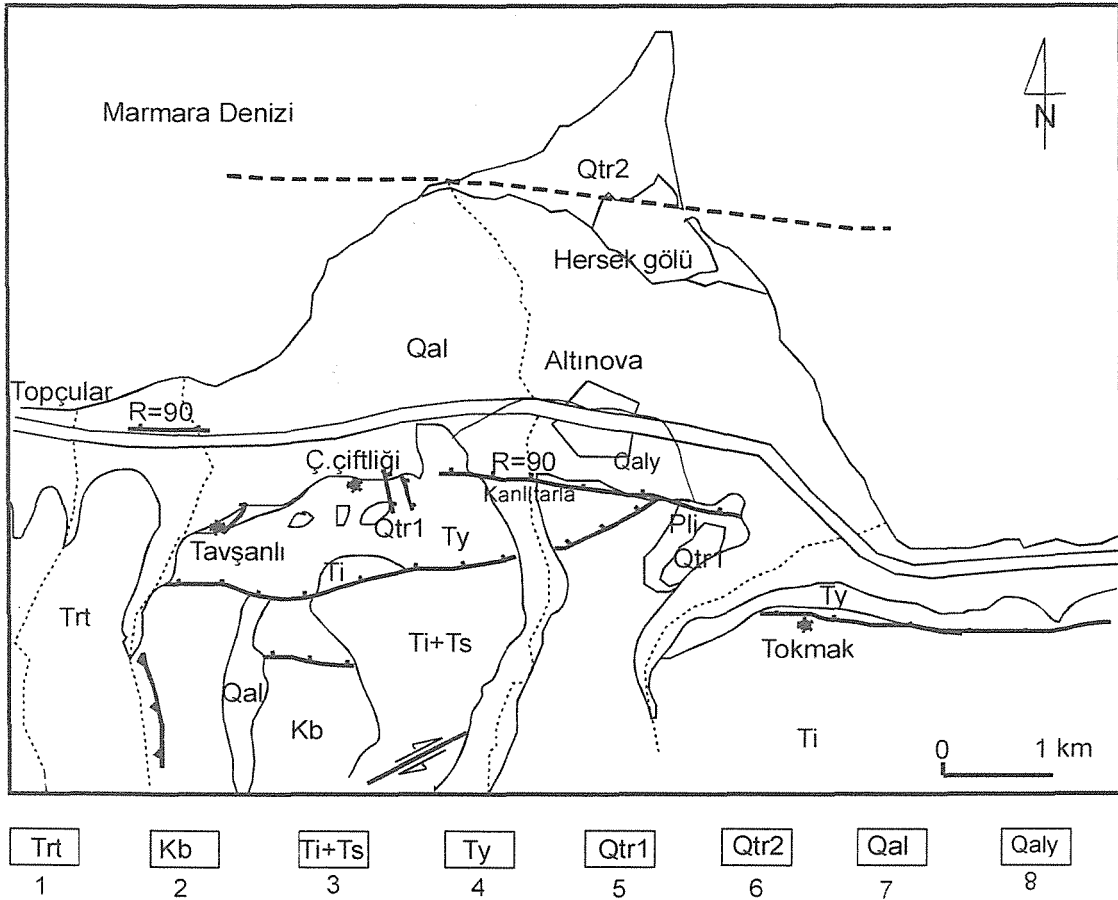 Marmara Denizi
N
Qtr2
Hersek gölü
Qal
Altınova
Topçular
R=90
Ç.çiftliği
R=90
Qaly
Kanlıtarla
Qtr1
Ty
Pli
Tavşanlı
Ti
Qtr1
Trt
Ti+Ts
Ty
Tokmak
Qal
Kb
Ti
0 1 km
Trt Kb Ti+Ts Ty Qtr1 Qtr2 Qal Qaly
1 2 3 4 5 6 7 8